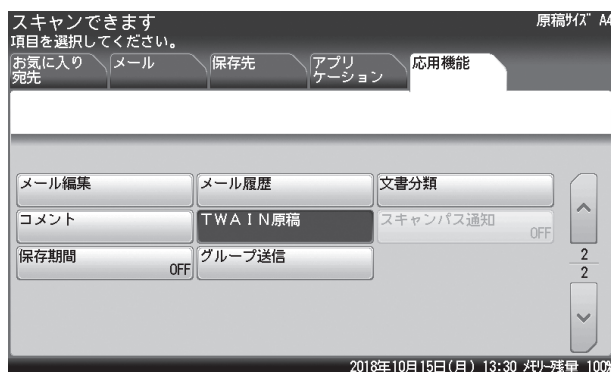 スキャンできます
原稿サイズ A4
項目を選択してください。
お気に入り
宛先
メール
保存先
アプリ
ケーション
応用機能
メール編集
メール履歴
文書分類
コメント
TWAIN原稿
スキャンパス通知
OFF
保存期間
OFF
グループ送信
2
2
2018年10月15日(月) 13:30 メモリー残量 100%